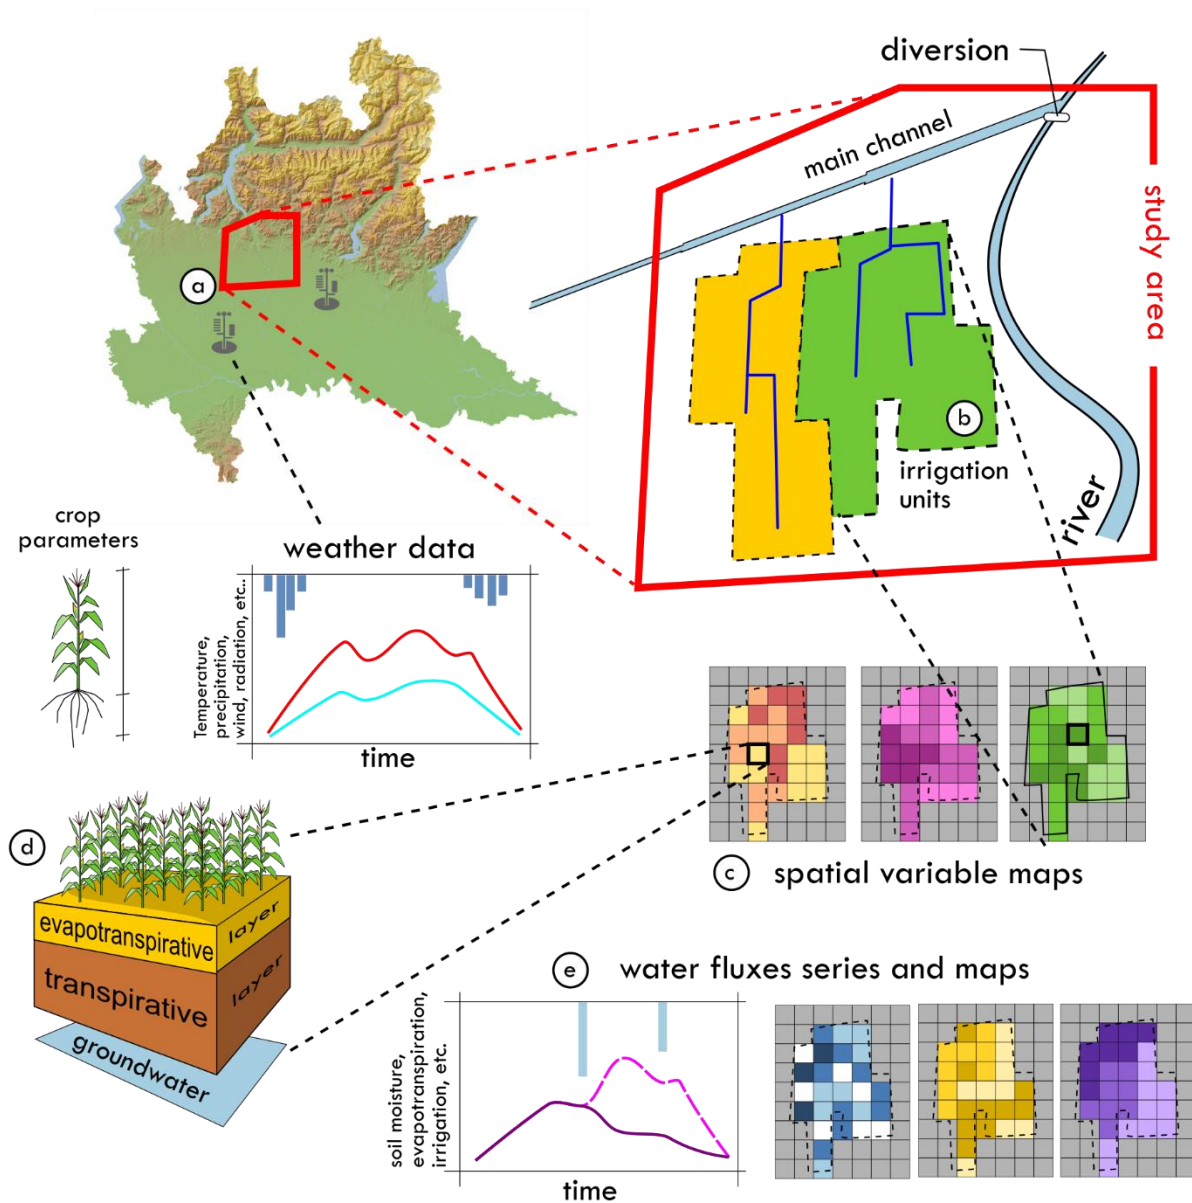 diversion
main channel
study area
a
b
irrigation
units
river
crop
parameters
weather data
Temperature,
precipitation,
wind, radiation, etc..
time
c spatial variable maps
d
evapotranspirative layer
transpirative layer
groundwater
e water fluxes series and maps
soil moisture,
evapotranspiration,
irrigation, etc.
time